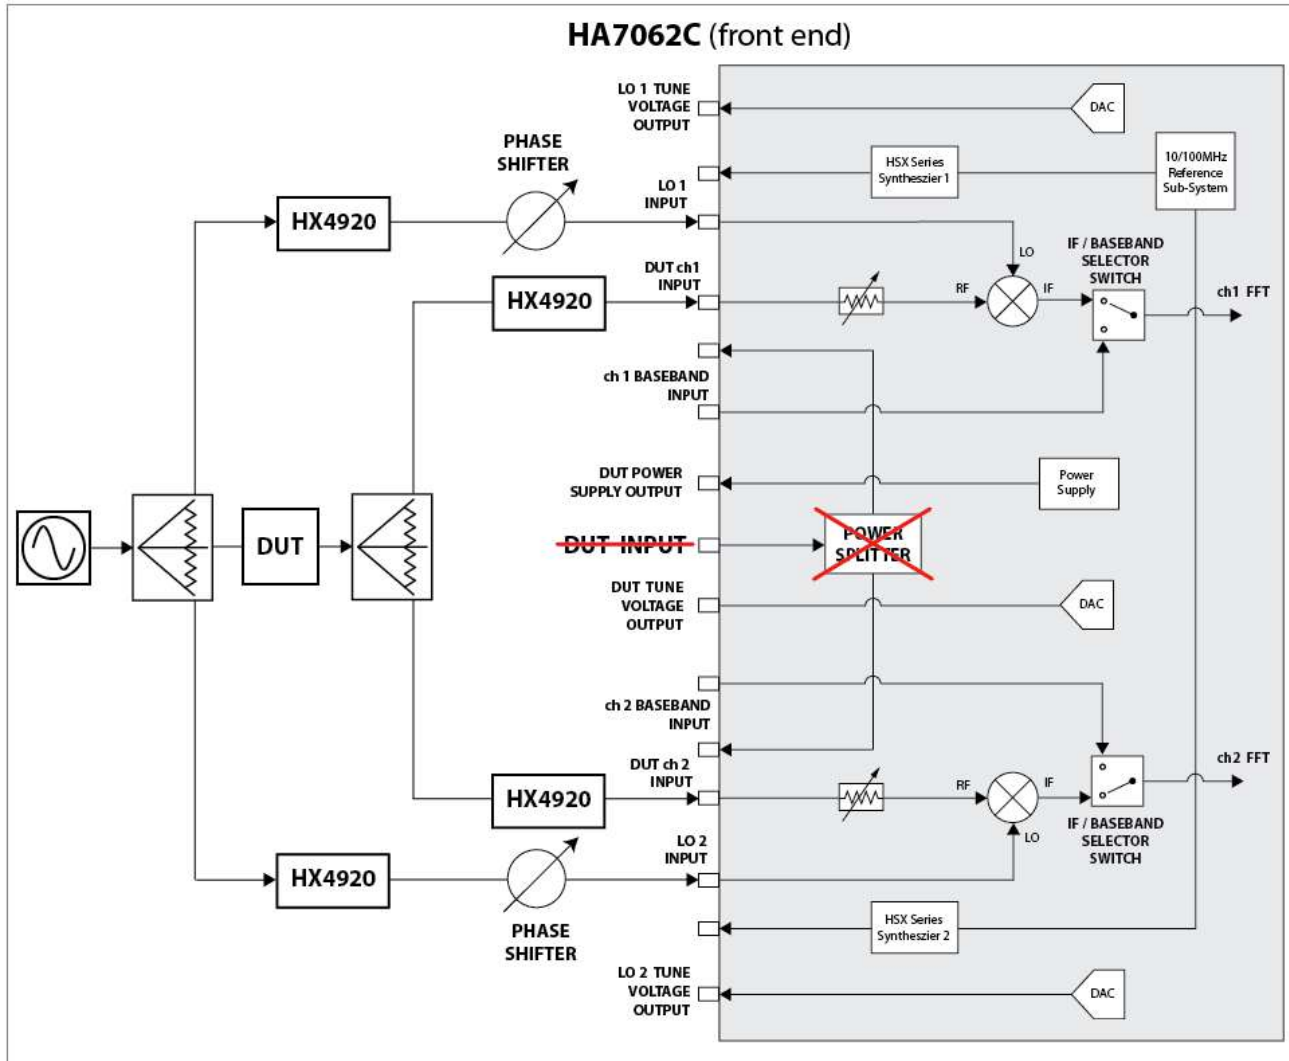 HA7062C (front end)
LO 1 TUNE
VOLTAGE
OUTPUT
DAC
PHASE
SHIFTER
HSX Series
Syntheszier 1
10/100MHz
Reference
Sub-System
LO 1
INPUT
HX4920
LO
IF / BASEBAND
SELECTOR
SWITCH
DUT ch1
INPUT
HX4920
RF
IF
ch1 FFT
ch 1 BASEBAND
INPUT
DUT POWER
SUPPLY OUTPUT
Power
Supply
DUT
DUT INPUT
POWER
SPLITTER
DUT TUNE
VOLTAGE
OUTPUT
DAC
ch 2 BASEBAND
INPUT
DUT ch 2
INPUT
HX4920
RF
IF
ch2 FFT
LO
IF / BASEBAND
SELECTOR
SWITCH
LO 2
INPUT
HX4920
PHASE
SHIFTER
HSX Series
Syntheszier 2
LO 2 TUNE
VOLTAGE
OUTPUT
DAC